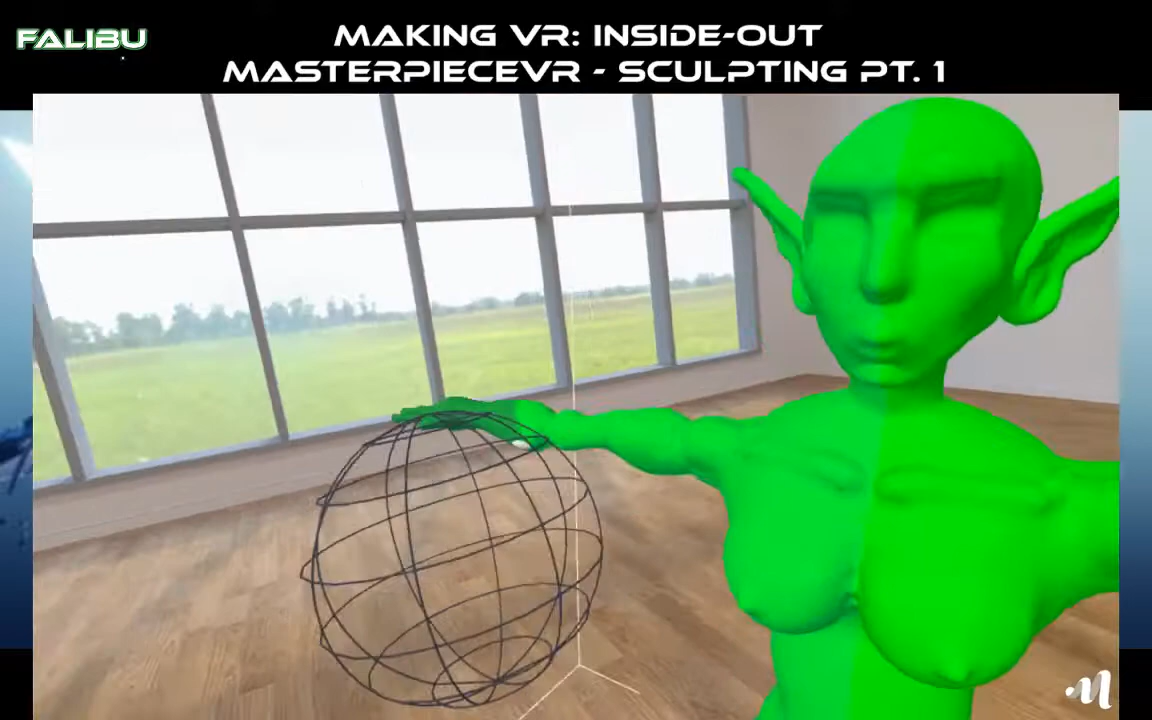 FALIBU
MAKING VR: INSIDE-OUT
MASTERPIECEVR - SCULPTING PT. 1
M